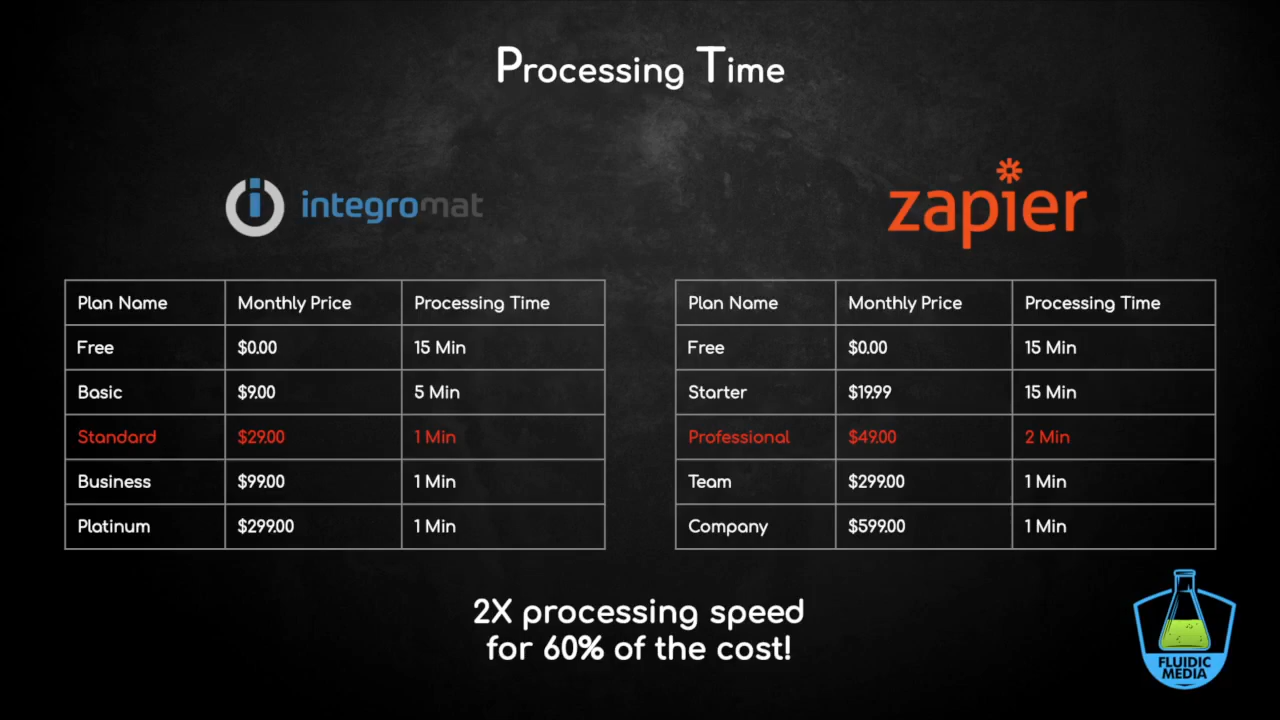 Processing Time
integromat
zapier
Plan Name Monthly Price Processing Time
Free $0.00 15 Min
Basic $9.00 5 Min
Standard $29.00 1 Min
Business $99.00 1 Min
Platinum $299.00 1 Min
Plan Name Monthly Price Processing Time
Free $0.00 15 Min
Starter $19.99 15 Min
Professional $49.00 2 Min
Team $299.00 1 Min
Company $599.00 1 Min
2X processing speed
for 60% of the cost!
FLUIDIC
MEDIA